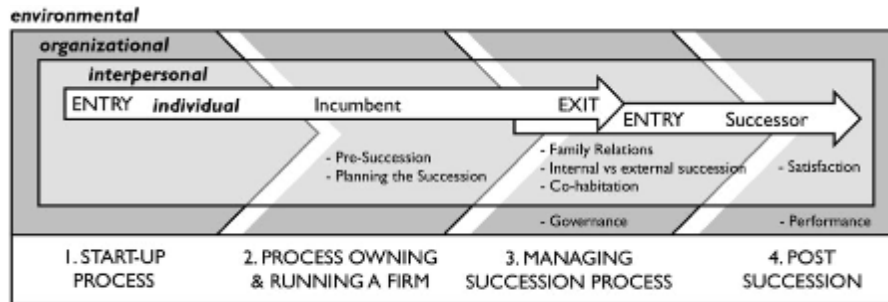 environmental
organizational
interpersonal
ENTRY individual Incumbent EXIT
ENTRY Successor
- Pre-Succession
- Planning the Succession
- Family Relations
- Internal vs external succession
- Co-habitation
- Satisfaction
- Governance
- Performance
1. START-UP
PROCESS
2. PROCESS OWNING
& RUNNING A FIRM
3. MANAGING
SUCCESSION PROCESS
4. POST
SUCCESSION